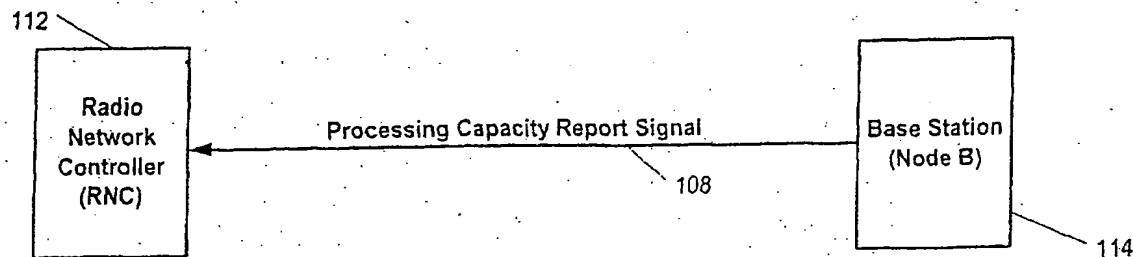 112
Radio
Network
Controller
(RNC)
Processing Capacity Report Signal
108
Base Station
(Node B)
114